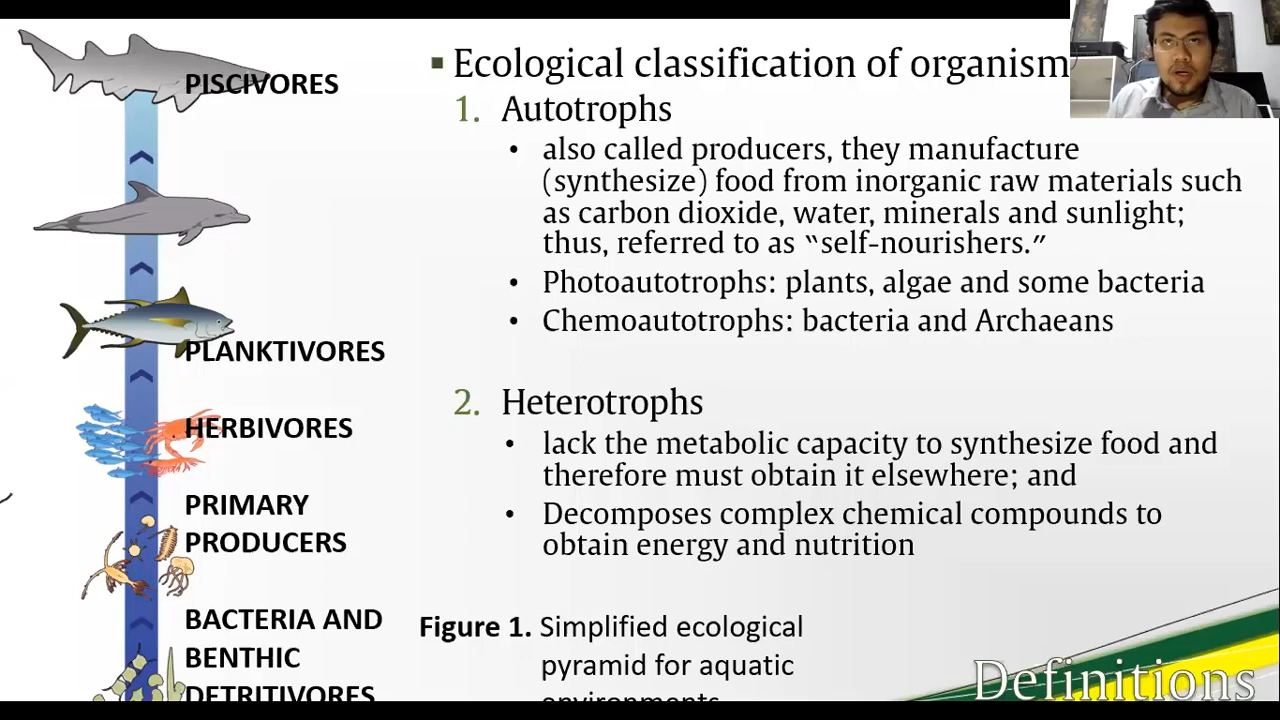 PISCIVORES
PLANKTIVORES
HERBIVORES
PRIMARY
PRODUCERS
BACTERIA AND
BENTHIC
DETRITIVORES
▪ Ecological classification of organism
1. Autotrophs
• also called producers, they manufacture
(synthesize) food from inorganic raw materials such
as carbon dioxide, water, minerals and sunlight;
thus, referred to as “self-nourishers.”
• Photoautotrophs: plants, algae and some bacteria
• Chemoautotrophs: bacteria and Archaeans
2. Heterotrophs
• lack the metabolic capacity to synthesize food and
therefore must obtain it elsewhere; and
• Decomposes complex chemical compounds to
obtain energy and nutrition
Figure 1. Simplified ecological
pyramid for aquatic
environments
Definitions